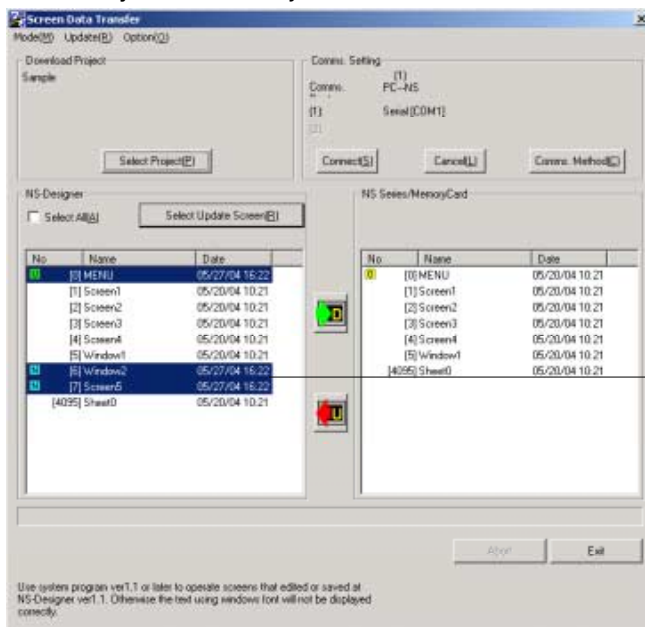 Screen Data Transfer
Mode(M) Update(R) Option(O)
Download Project
Sample
Select Project(P)
Comms. Setting
[1]
Comms. PC--NS
[1] Serial[COM1]
[2]
Connect(S) Cancel(L) Comms. Method(C)
NS-Designer
Select All(A) Select Update Screen(B)
No Name Date
U [0] MENU 05/27/04 16:22
[1] Screen1 05/20/04 10:21
[2] Screen2 05/20/04 10:21
[3] Screen3 05/20/04 10:21
[4] Screen4 05/20/04 10:21
[5] Window1 05/20/04 10:21
N [6] Window2 05/27/04 16:22
N [7] Screen5 05/27/04 16:22
[4095] Sheet0 05/20/04 10:21
D
U
NS Series/MemoryCard
No Name Date
O [0] MENU 05/20/04 10:21
[1] Screen1 05/20/04 10:21
[2] Screen2 05/20/04 10:21
[3] Screen3 05/20/04 10:21
[4] Screen4 05/20/04 10:21
[5] Window1 05/20/04 10:21
[4095] Sheet0 05/20/04 10:21
Abort Exit
Use system program ver1.1 or later to operate screens that edited or saved at
NS-Designer ver1.1. Otherwise the text using windows font will not be displayed
correctly.